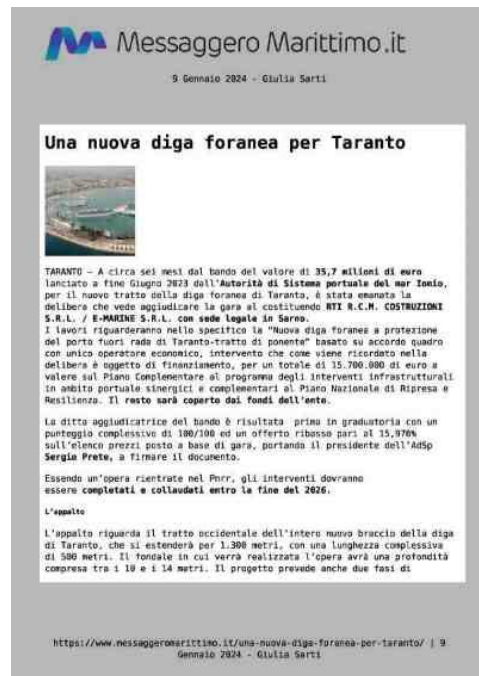 Messaggero Marittimo.it
9 Gennaio 2024 - Giulia Sarti
Una nuova diga foranea per Taranto
TARANTO – A circa sei mesi dal bando del valore di 35,7 milioni di euro
lanciato a fine Giugno 2023 dall'Autorità di Sistema portuale del mar Ionio,
per il nuovo tratto della diga foranea di Taranto, è stata emanata la
delibera che vede aggiudicare la gara al costituendo RTI R.C.M. COSTRUZIONI
S.R.L. / E-MARINE S.R.L. con sede legale in Sarno.
I lavori riguarderanno nello specifico la "Nuova diga foranea a protezione
del porto fuori rada di Taranto-tratto di ponente" basato su accordo quadro
con unico operatore economico, intervento che come viene ricordato nella
delibera è oggetto di finanziamento, per un totale di 15.700.000 di euro a
valere sul Piano Complementare al programma degli interventi infrastrutturali
in ambito portuale sinergici e complementari al Piano Nazionale di Ripresa e
Resilienza. Il resto sarà coperto dai fondi dell'ente.
La ditta aggiudicatrice del bando è risultata prima in graduatoria con un
punteggio complessivo di 100/100 ed un offerto ribasso pari al 15,976%
sull'elenco prezzi posto a base di gara, portando il presidente dell'AdSp
Sergio Prete, a firmare il documento.
Essendo un'opera rientrate nel Pnrr, gli interventi dovranno
essere completati e collaudati entro la fine del 2026.
L'appalto
L'appalto riguarda il tratto occidentale dell'intero nuovo braccio della diga
di Taranto, che si estenderà per 1.300 metri, con una lunghezza complessiva
di 500 metri. Il fondale in cui verrà realizzata l'opera avrà una profondità
compresa tra i 10 e i 14 metri. Il progetto prevede anche due fasi di
https://www.messaggeromarittimo.it/una-nuova-diga-foranea-per-taranto/ | 9
Gennaio 2024 - Giulia Sarti